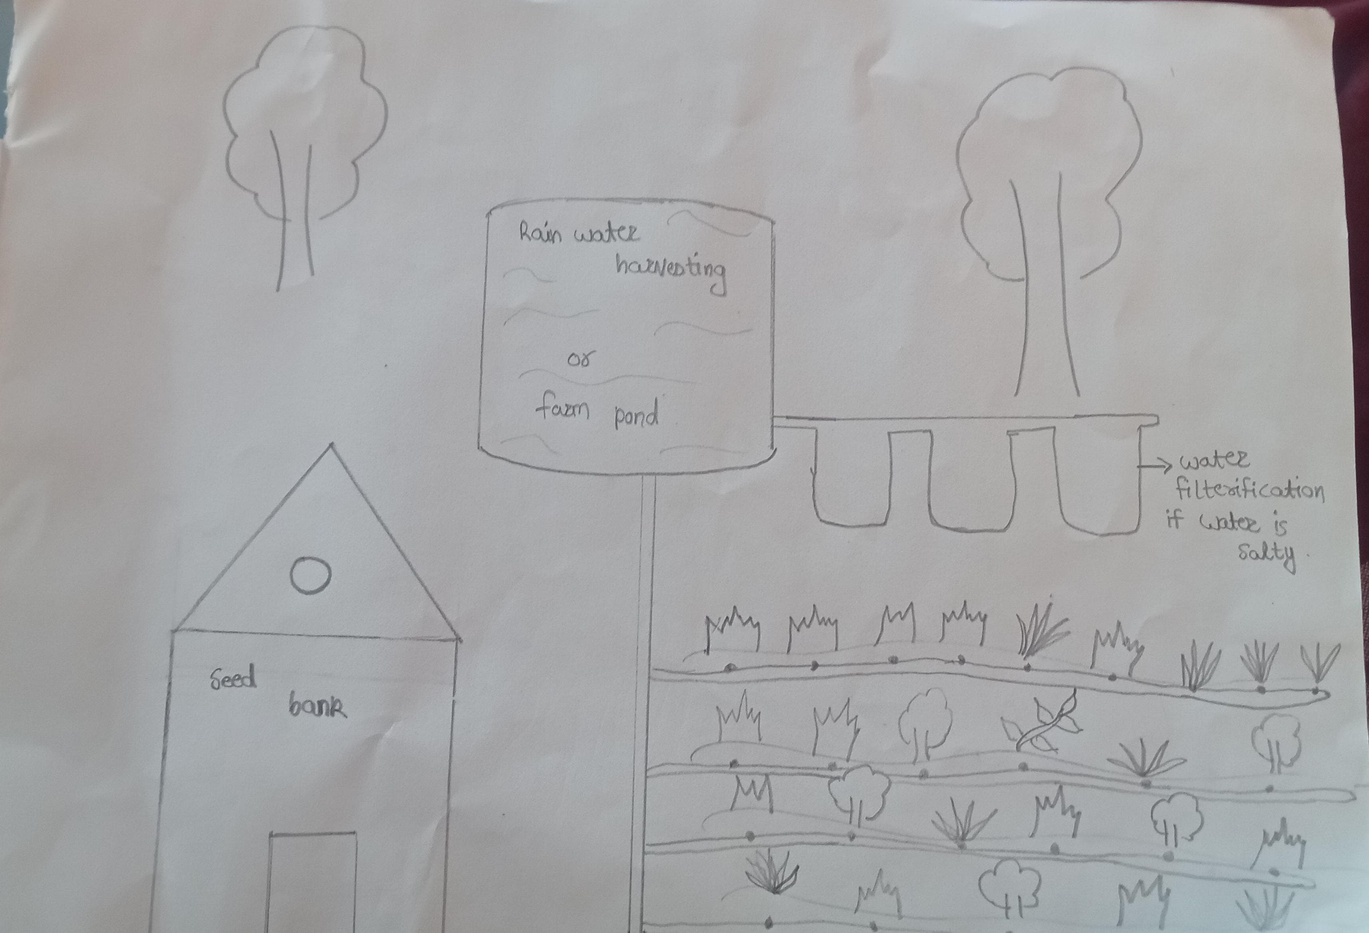 Rain water
harvesting
or
farm pond
water
filterification
if water is
salty.
Seed
bank